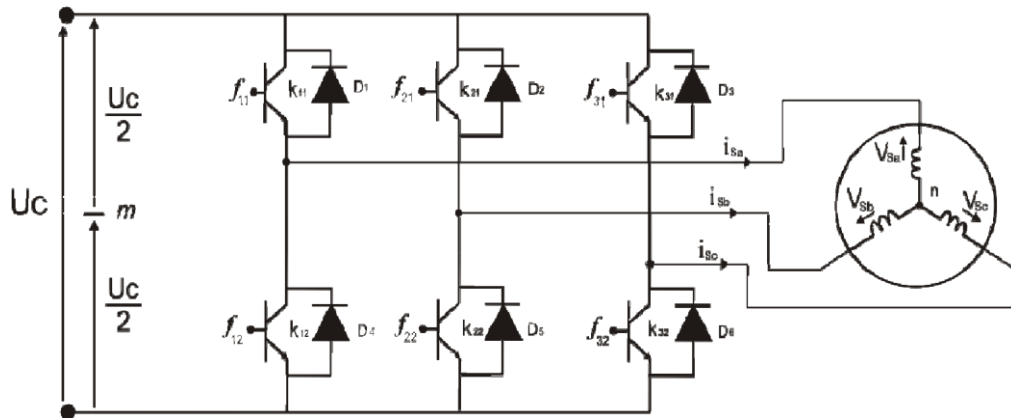 Uc
Uc
2
m
Uc
2
f11
k11
D1
f21
k21
D2
f31
k31
D3
iSa
iSb
iSc
VSa
n
VSb
VSc
f12
k12
D4
f22
k22
D5
f32
k32
D6